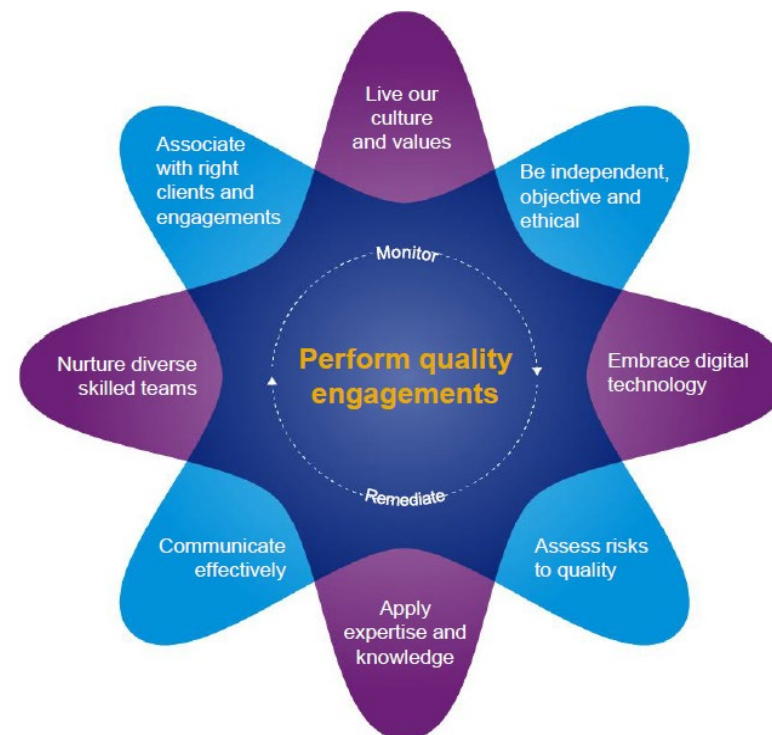 Live our
culture
and values
Be independent,
objective and
ethical
Embrace digital
technology
Assess risks
to quality
Apply
expertise and
knowledge
Communicate
effectively
Nurture diverse
skilled teams
Associate
with right
clients and
engagements
Monitor
Perform quality
engagements
Remediate